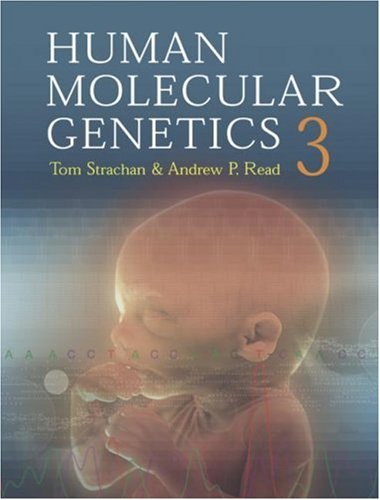 HUMAN
MOLECULAR
GENETICS 3
Tom Strachan & Andrew P. Read
A A A C C T A C C
A C T C A A C C